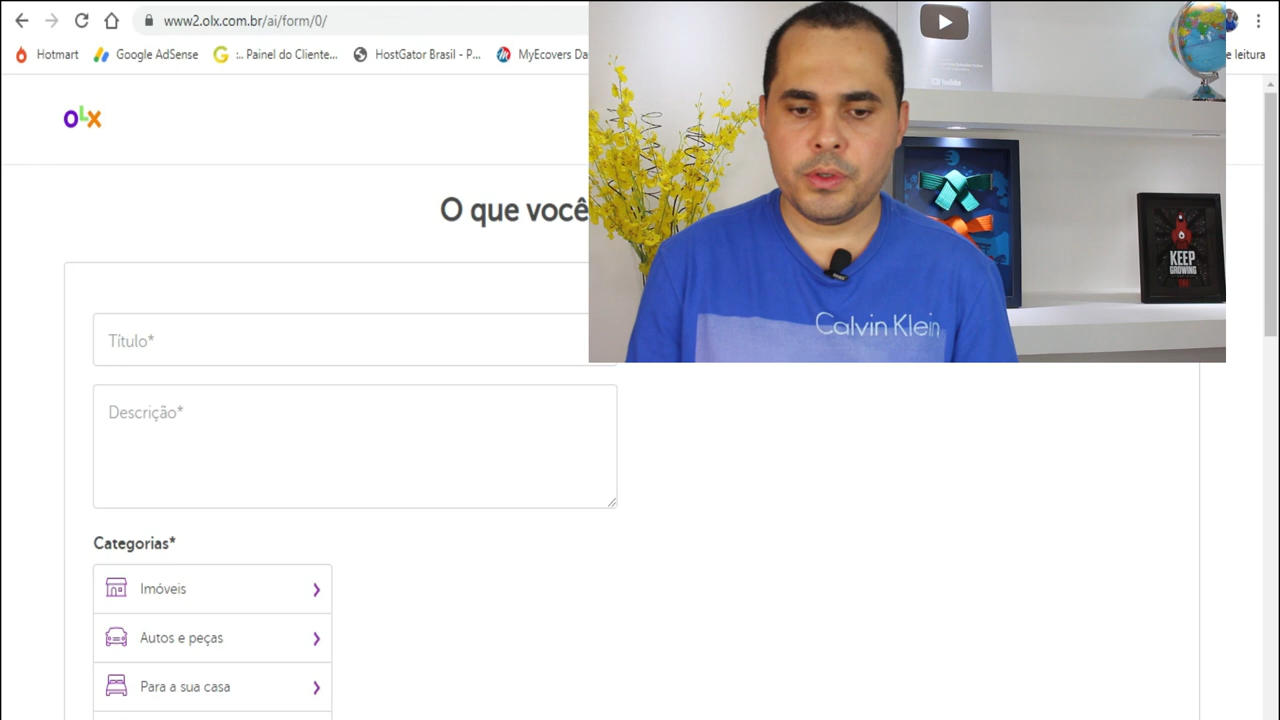 www2.olx.com.br/ai/form/0/
Hotmart
Google AdSense
:.. Painel do Cliente...
HostGator Brasil - P...
MyEcovers Da
e leitura
YouTube
olx
O que você
Título*
Descrição*
Categorias*
Imóveis
Autos e peças
Para a sua casa
Calvin Klein
KEEP
GROWING